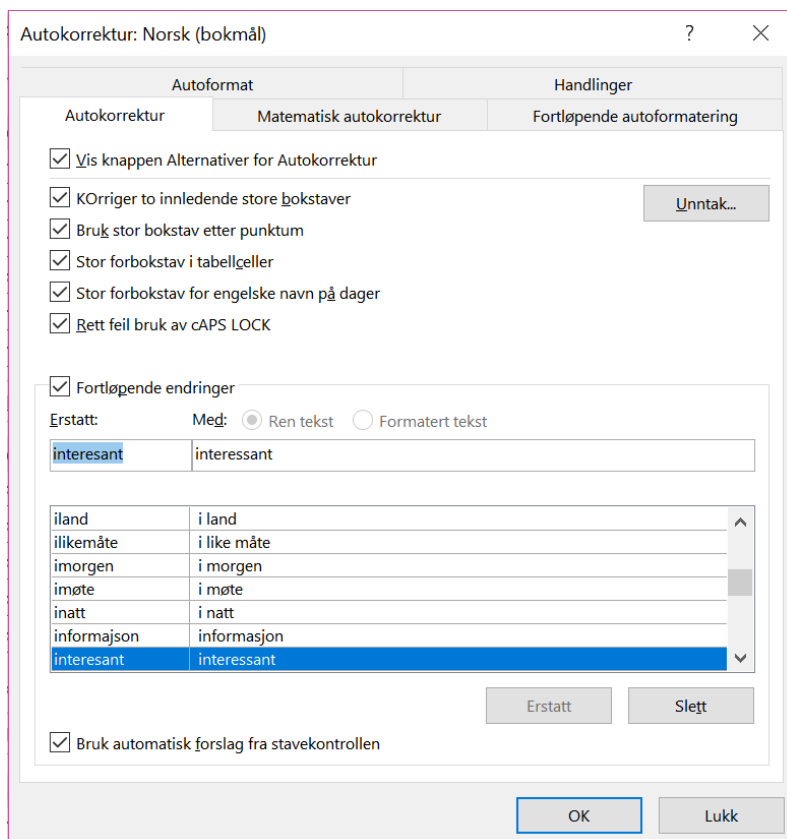 Autokorrektur: Norsk (bokmål) ?
Autoformat Handlinger
Autokorrektur Matematisk autokorrektur Fortløpende autoformatering
Vis knappen Alternativer for Autokorrektur
KOrriger to innledende store bokstaver
Unntak...
Bruk stor bokstav etter punktum
Stor forbokstav i tabellceller
Stor forbokstav for engelske navn på dager
Rett feil bruk av cAPS LOCK
Fortløpende endringer
Erstatt: Med: Ren tekst Formatert tekst
interesant interessant
iland i land
ilikemåte i like måte
imorgen i morgen
imøte i møte
inatt i natt
informajson informasjon
interesant interessant
Erstatt Slett
Bruk automatisk forslag fra stavekontrollen
OK Lukk